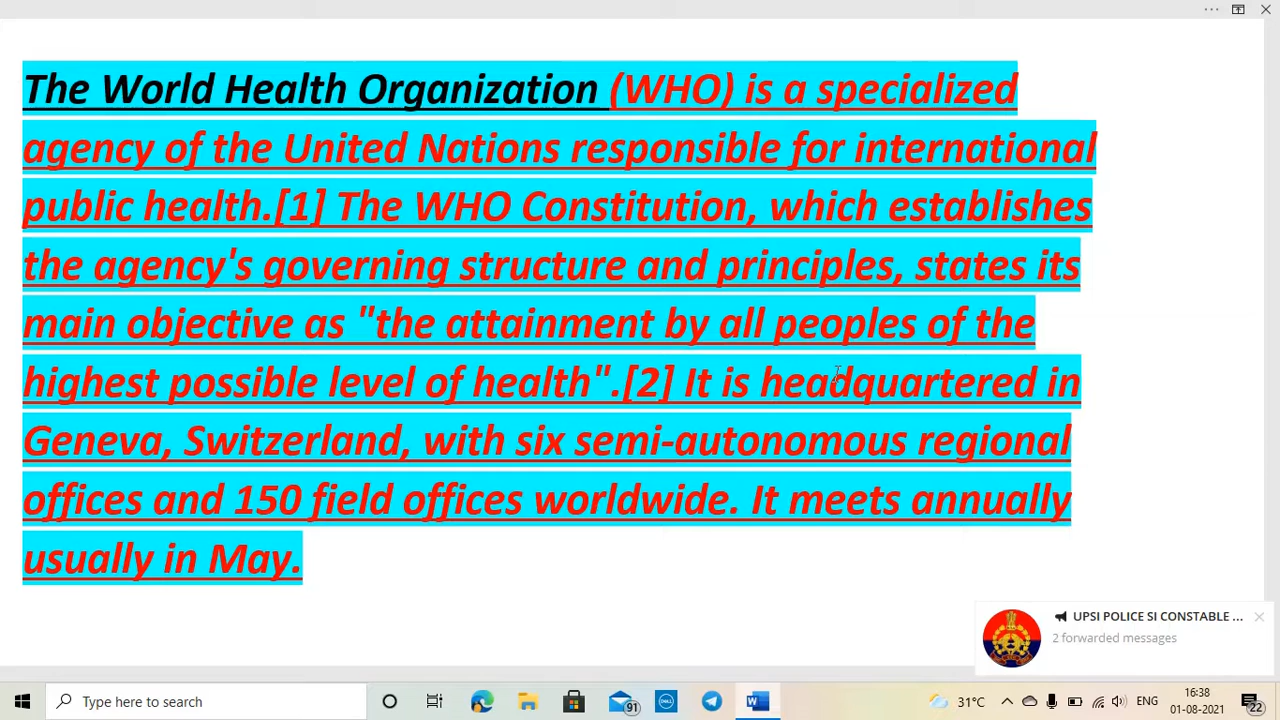 The World Health Organization (WHO) is a specialized
agency of the United Nations responsible for international
public health.[1] The WHO Constitution, which establishes
the agency's governing structure and principles, states its
main objective as "the attainment by all peoples of the
highest possible level of health".[2] It is headquartered in
Geneva, Switzerland, with six semi-autonomous regional
offices and 150 field offices worldwide. It meets annually
usually in May.
UPSI POLICE SI CONSTABLE ...
2 forwarded messages
Type here to search
91
DELL
31°C
ENG
16:38
01-08-2021
22